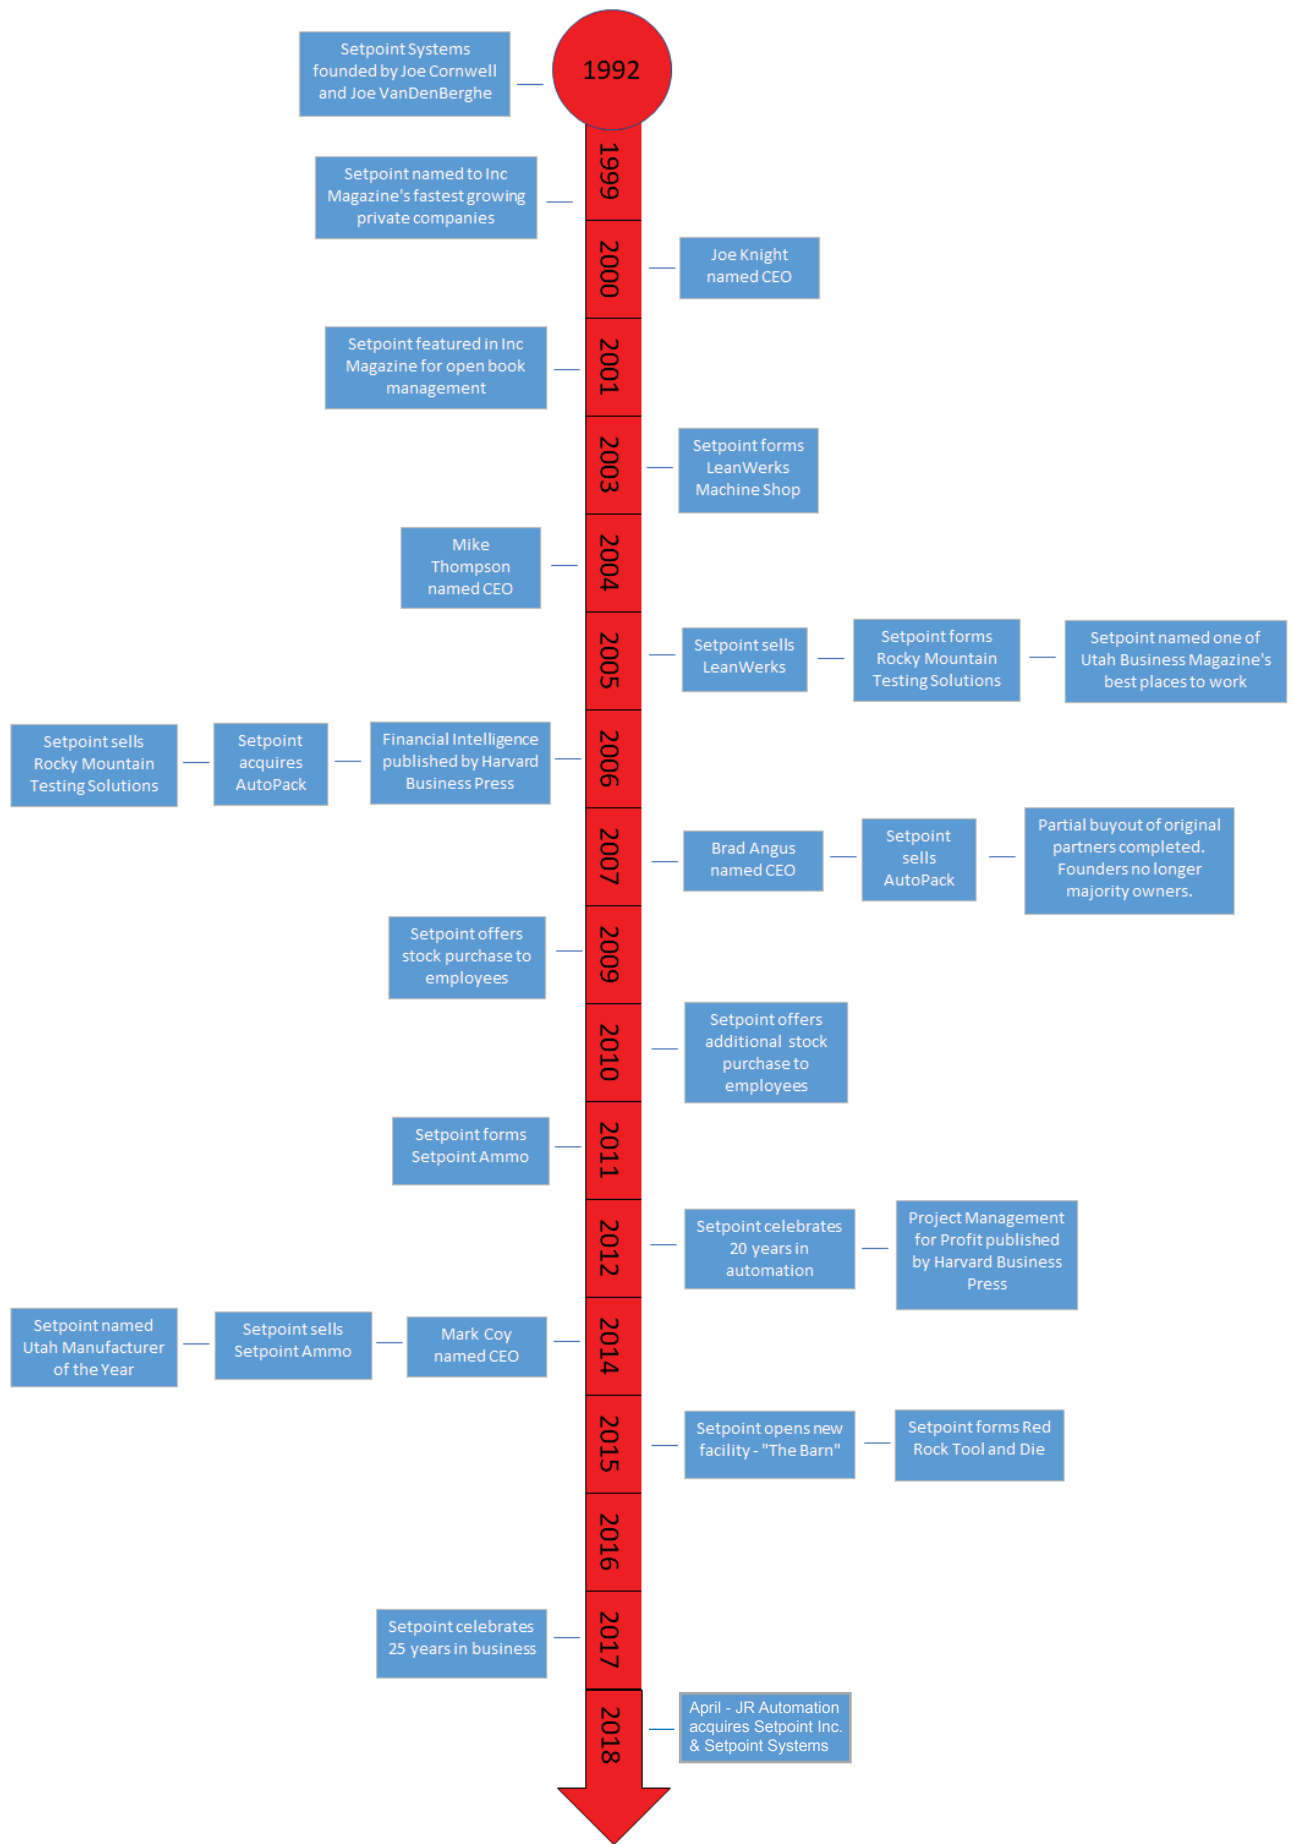 1992
Setpoint Systems
founded by Joe Cornwell
and Joe VanDenBerghe
1999
Setpoint named to Inc
Magazine's fastest growing
private companies
2000
Joe Knight
named CEO
2001
Setpoint featured in Inc
Magazine for open book
management
2003
Setpoint forms
LeanWerks
Machine Shop
2004
Mike
Thompson
named CEO
2005
Setpoint sells
LeanWerks
Setpoint forms
Rocky Mountain
Testing Solutions
Setpoint named one of
Utah Business Magazine's
best places to work
2006
Setpoint sells
Rocky Mountain
Testing Solutions
Setpoint
acquires
AutoPack
Financial Intelligence
published by Harvard
Business Press
2007
Brad Angus
named CEO
Setpoint
sells
AutoPack
Partial buyout of original
partners completed.
Founders no longer
majority owners.
2009
Setpoint offers
stock purchase to
employees
2010
Setpoint offers
additional stock
purchase to
employees
2011
Setpoint forms
Setpoint Ammo
2012
Setpoint celebrates
20 years in
automation
Project Management
for Profit published
by Harvard Business
Press
2014
Setpoint named
Utah Manufacturer
of the Year
Setpoint sells
Setpoint Ammo
Mark Coy
named CEO
2015
Setpoint opens new
facility - "The Barn"
Setpoint forms Red
Rock Tool and Die
2016
2017
Setpoint celebrates
25 years in business
2018
April - JR Automation
acquires Setpoint Inc.
& Setpoint Systems